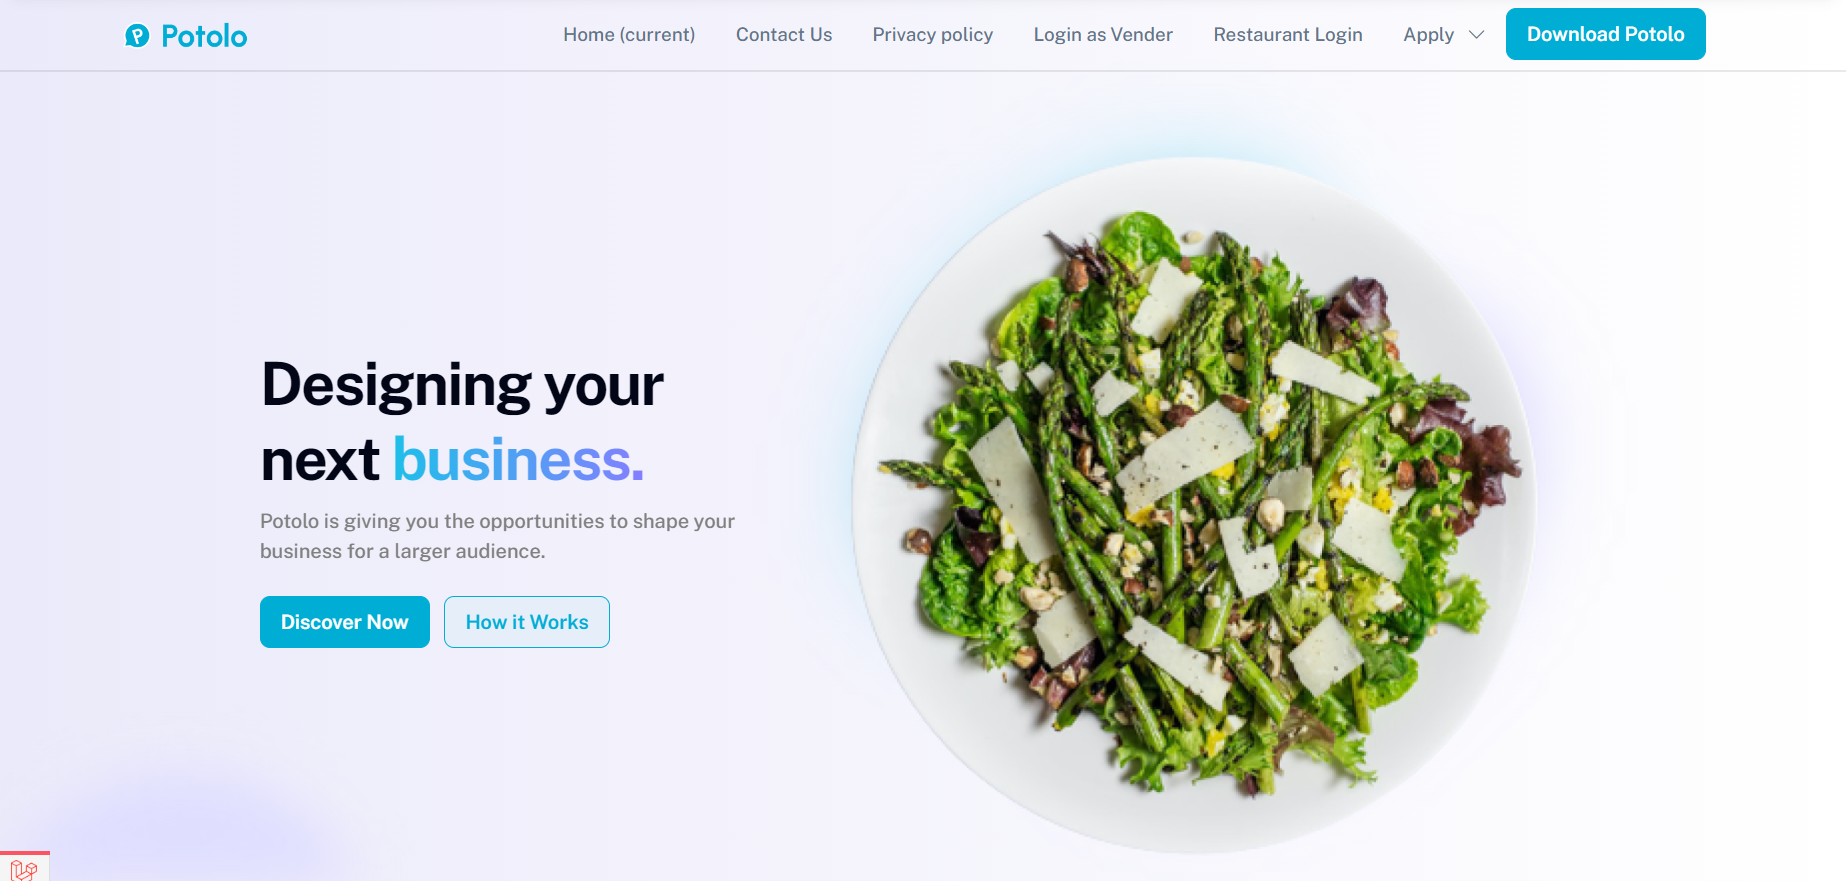 Potolo
Home (current)
Contact Us
Privacy policy
Login as Vender
Restaurant Login
Apply
Download Potolo
Designing your
next business.
Potolo is giving you the opportunities to shape your
business for a larger audience.
Discover Now
How it Works